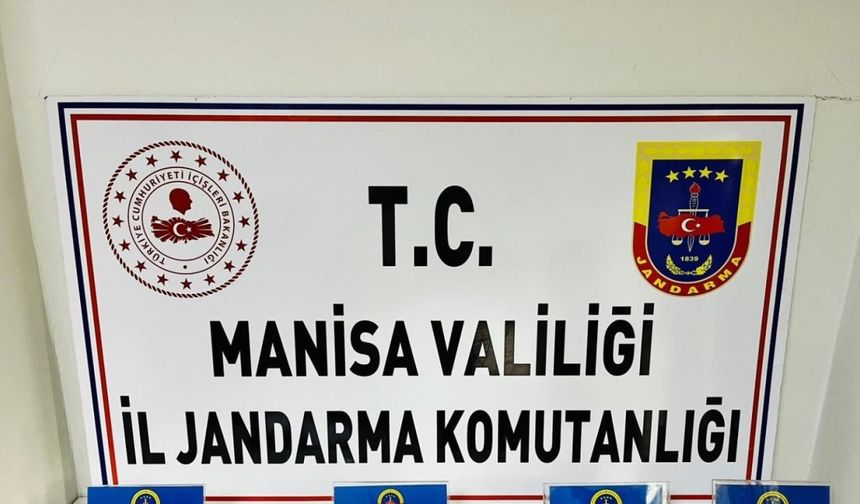 T.C.
MANİSA VALİLİĞİ
İL JANDARMA KOMUTANLIĞI
TÜRKİYE CUMHURİYETİ İÇİŞLERİ BAKANLIĞI
1839
JANDARMA